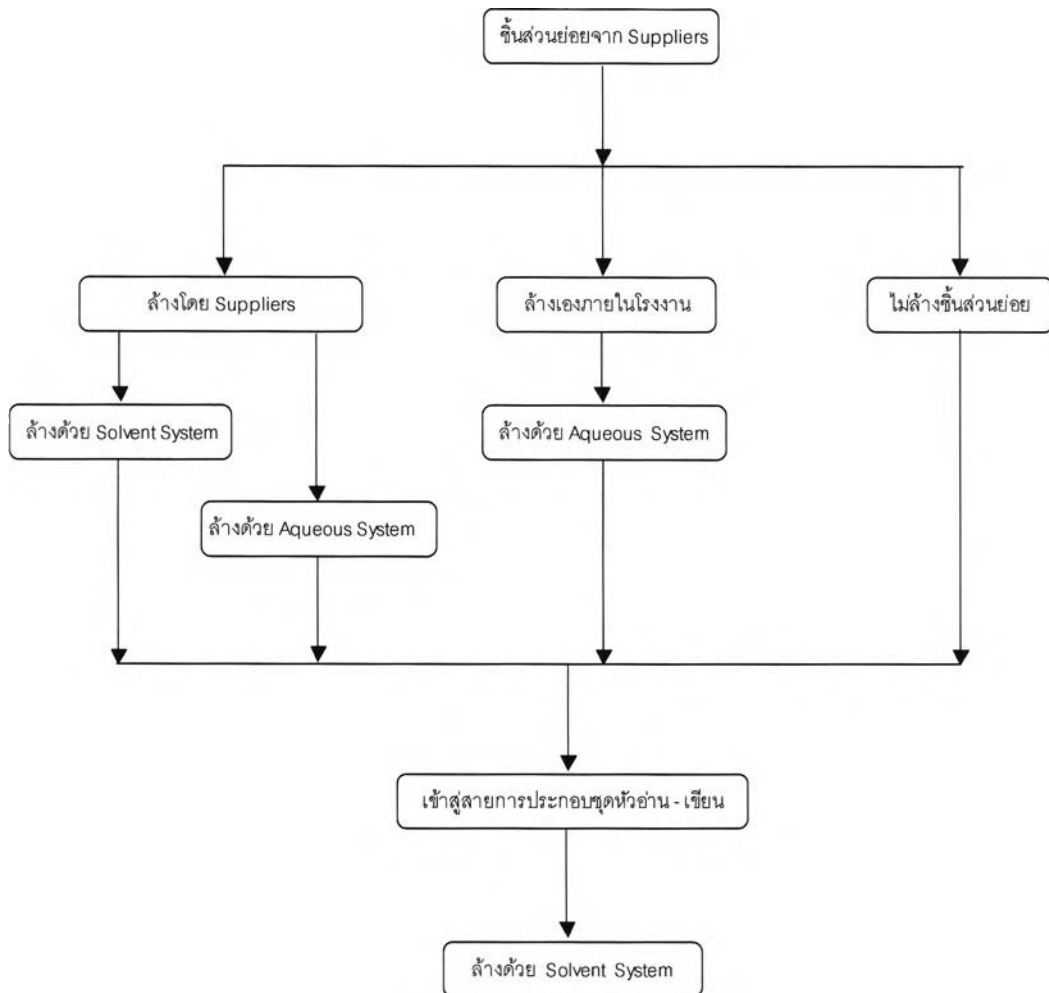 ชิ้นส่วนย่อยจาก Suppliers
ล้างโดย Suppliers
ล้างเองภายในโรงงาน
ไม่ล้างชิ้นส่วนย่อย
ล้างด้วย Solvent System
ล้างด้วย Aqueous System
ล้างด้วย Aqueous System
เข้าสู่สายการประกอบชุดหัวอ่าน - เขียน
ล้างด้วย Solvent System